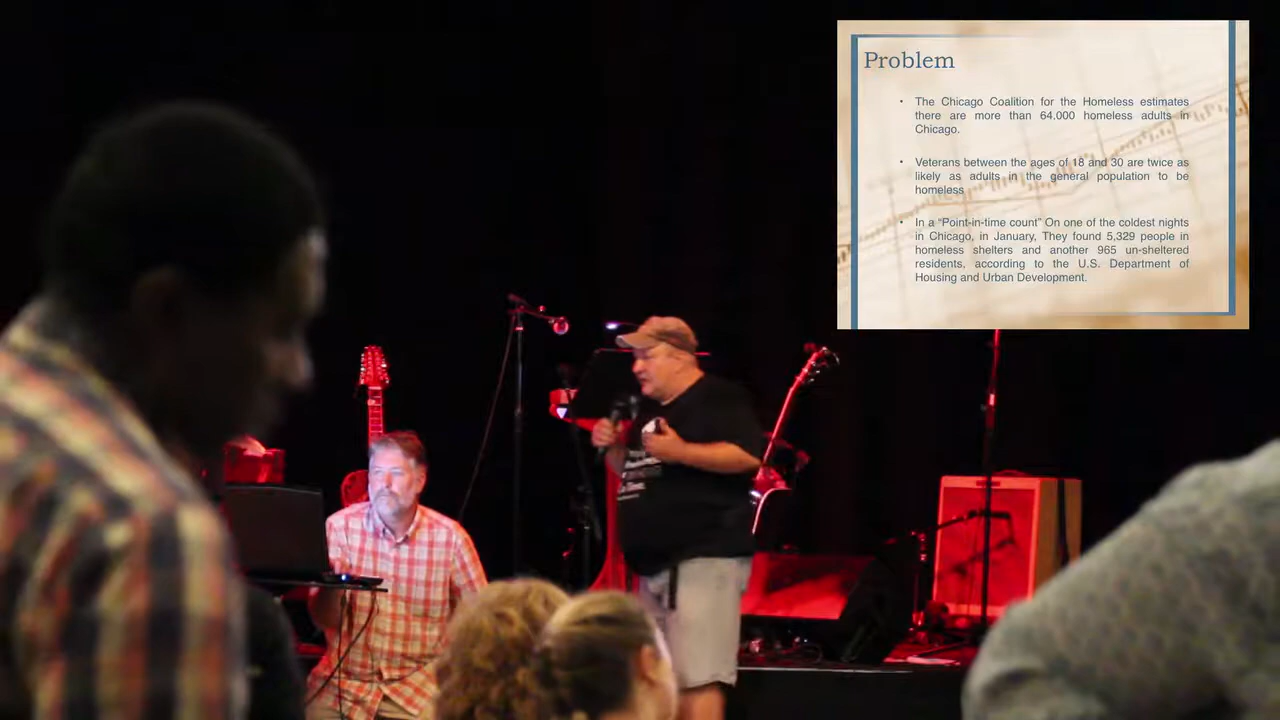 Problem
• The Chicago Coalition for the Homeless estimates
there are more than 64.000 homeless adults in
Chicago.
• Veterans between the ages of 18 and 30 are twice as
likely as adults in the general population to be
homeless
• In a “Point-in-time count” On one of the coldest nights
in Chicago, in January, They found 5,329 people in
homeless shelters and another 965 un-sheltered
residents, according to the U.S. Department of
Housing and Urban Development.